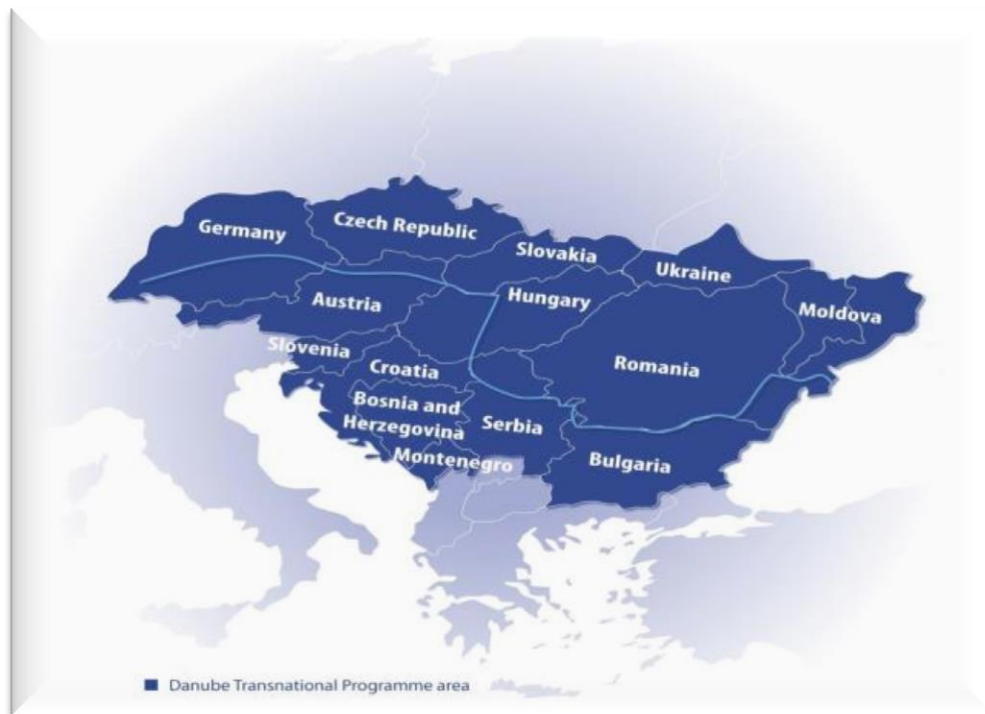 Germany
Czech Republic
Slovakia
Ukraine
Austria
Hungary
Moldova
Slovenia
Croatia
Romania
Bosnia and
Herzegovina
Serbia
Montenegro
Bulgaria
Danube Transnational Programme area